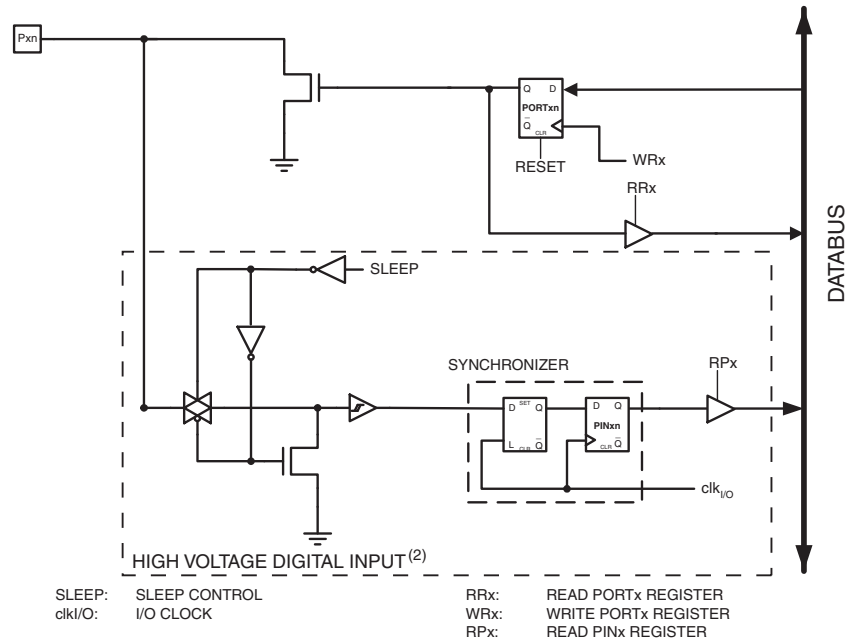 Pxn
Q D
PORTxn
Q
CLR
RESET
WRx
RRx
DATABUS
SLEEP
SYNCHRONIZER
RPx
D SET Q
L CLR Q
D Q
PINxn
CLR Q
clkI/O
HIGH VOLTAGE DIGITAL INPUT(2)
SLEEP: SLEEP CONTROL
clkI/O: I/O CLOCK
RRx: READ PORTx REGISTER
WRx: WRITE PORTx REGISTER
RPx: READ PINx REGISTER